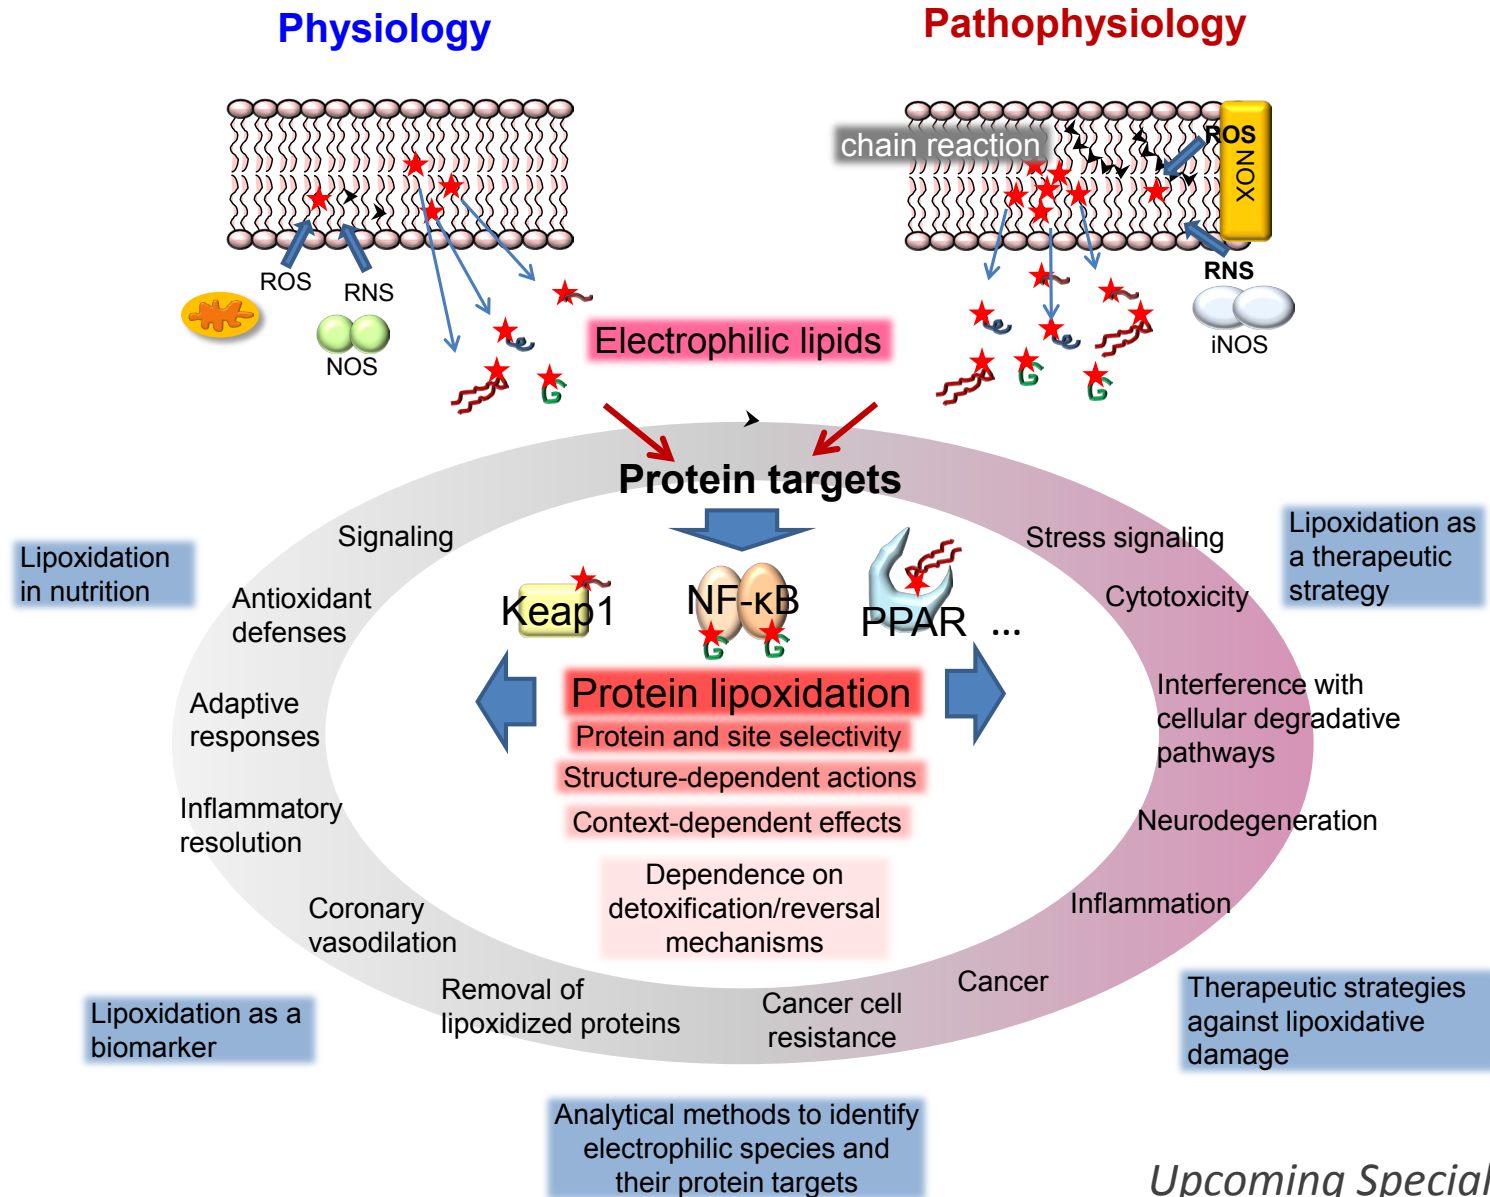 Physiology
Pathophysiology
chain reaction
ROS
NOX
ROS
RNS
NOS
RNS
iNOS
Electrophilic lipids
Protein targets
Signaling
Stress signaling
Lipoxidation
in nutrition
Lipoxidation as
a therapeutic
strategy
Antioxidant
defenses
Keap1
NF-κB
PPAR ...
Cytotoxicity
Protein lipoxidation
Protein and site selectivity
Structure-dependent actions
Context-dependent effects
Dependence on
detoxification/reversal
mechanisms
Adaptive
responses
Interference with
cellular degradative
pathways
Inflammatory
resolution
Neurodegeneration
Coronary
vasodilation
Inflammation
Removal of
lipoxidized proteins
Cancer cell
resistance
Cancer
Lipoxidation as a
biomarker
Therapeutic strategies
against lipoxidative
damage
Analytical methods to identify
electrophilic species and
their protein targets
Upcoming Special